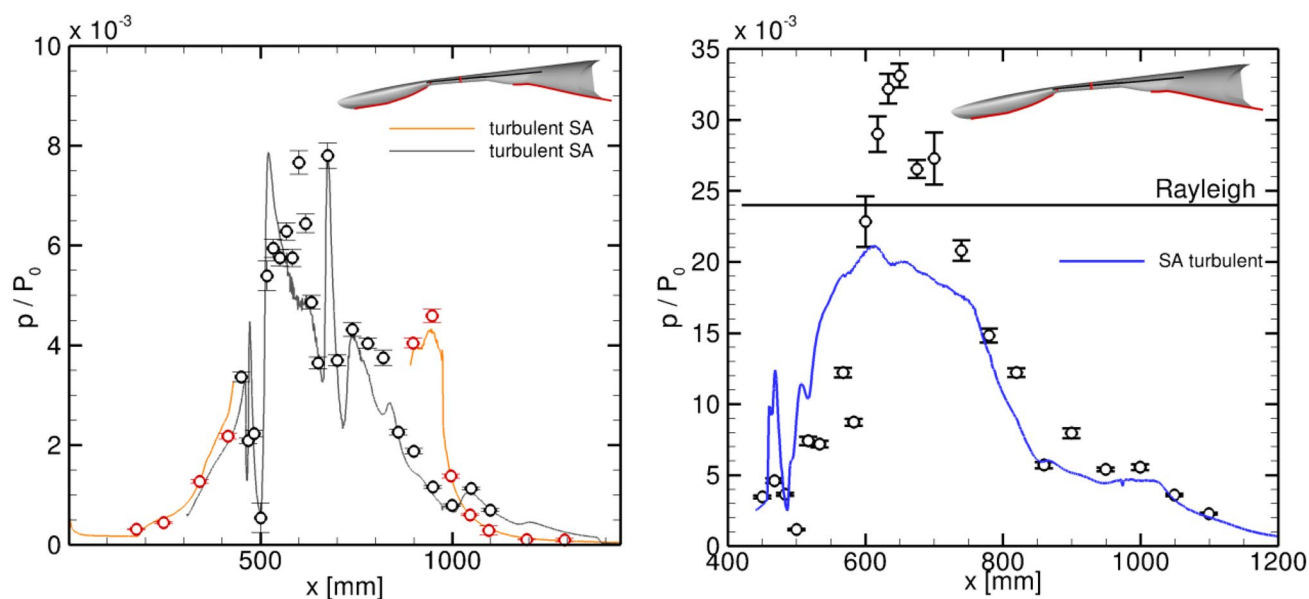 x 10⁻³
10
8
6
4
2
0
p / P₀
500
1000
x [mm]
turbulent SA
turbulent SA
x 10⁻³
35
30
25
20
15
10
5
0
p / P₀
400
600
800
1000
1200
x [mm]
Rayleigh
SA turbulent